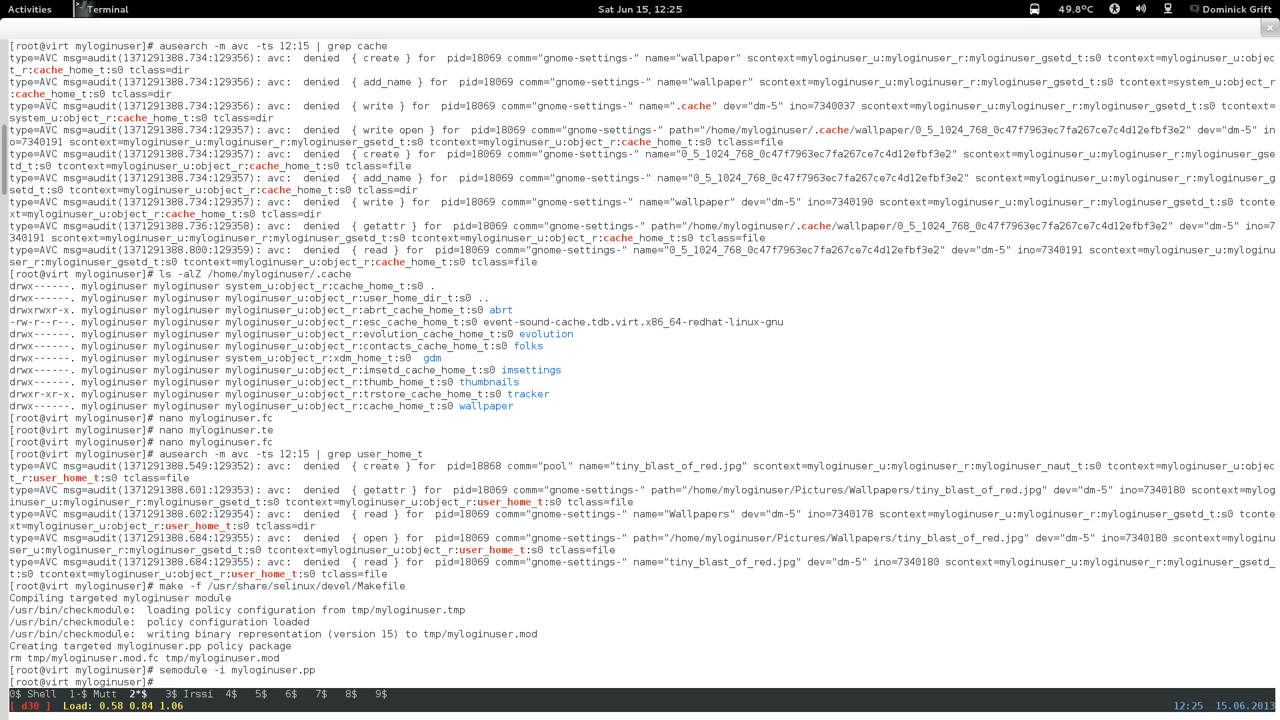 Activities Terminal Sat Jun 15, 12:25 49.8ºC Dominick Grift
[root@virt myloginuser]# ausearch -m avc -ts 12:15 | grep cache
type=AVC msg=audit(1371291388.734:129356): avc:  denied  { create } for  pid=18069 comm="gnome-settings-" name="wallpaper" scontext=myloginuser_u:myloginuser_r:myloginuser_gsetd_t:s0 tcontext=myloginuser_u:objec
t_r:cache_home_t:s0 tclass=dir
type=AVC msg=audit(1371291388.734:129356): avc:  denied  { add_name } for  pid=18069 comm="gnome-settings-" name="wallpaper" scontext=myloginuser_u:myloginuser_r:myloginuser_gsetd_t:s0 tcontext=system_u:object_r
:cache_home_t:s0 tclass=dir
type=AVC msg=audit(1371291388.734:129356): avc:  denied  { write } for  pid=18069 comm="gnome-settings-" name=".cache" dev="dm-5" ino=7340037 scontext=myloginuser_u:myloginuser_r:myloginuser_gsetd_t:s0 tcontext=
system_u:object_r:cache_home_t:s0 tclass=dir
type=AVC msg=audit(1371291388.734:129357): avc:  denied  { write open } for  pid=18069 comm="gnome-settings-" path="/home/myloginuser/.cache/wallpaper/0_5_1024_768_0c47f7963ec7fa267ce7c4d12efbf3e2" dev="dm-5" in
o=7340191 scontext=myloginuser_u:myloginuser_r:myloginuser_gsetd_t:s0 tcontext=myloginuser_u:object_r:cache_home_t:s0 tclass=file
type=AVC msg=audit(1371291388.734:129357): avc:  denied  { create } for  pid=18069 comm="gnome-settings-" name="0_5_1024_768_0c47f7963ec7fa267ce7c4d12efbf3e2" scontext=myloginuser_u:myloginuser_r:myloginuser_gse
td_t:s0 tcontext=myloginuser_u:object_r:cache_home_t:s0 tclass=file
type=AVC msg=audit(1371291388.734:129357): avc:  denied  { add_name } for  pid=18069 comm="gnome-settings-" name="0_5_1024_768_0c47f7963ec7fa267ce7c4d12efbf3e2" scontext=myloginuser_u:myloginuser_r:myloginuser_g
setd_t:s0 tcontext=myloginuser_u:object_r:cache_home_t:s0 tclass=dir
type=AVC msg=audit(1371291388.734:129357): avc:  denied  { write } for  pid=18069 comm="gnome-settings-" name="wallpaper" dev="dm-5" ino=7340190 scontext=myloginuser_u:myloginuser_r:myloginuser_gsetd_t:s0 tconte
xt=myloginuser_u:object_r:cache_home_t:s0 tclass=dir
type=AVC msg=audit(1371291388.736:129358): avc:  denied  { getattr } for  pid=18069 comm="gnome-settings-" path="/home/myloginuser/.cache/wallpaper/0_5_1024_768_0c47f7963ec7fa267ce7c4d12efbf3e2" dev="dm-5" ino=7
340191 scontext=myloginuser_u:myloginuser_r:myloginuser_gsetd_t:s0 tcontext=myloginuser_u:object_r:cache_home_t:s0 tclass=file
type=AVC msg=audit(1371291388.800:129359): avc:  denied  { read } for  pid=18069 comm="gnome-settings-" name="0_5_1024_768_0c47f7963ec7fa267ce7c4d12efbf3e2" dev="dm-5" ino=7340191 scontext=myloginuser_u:myloginu
ser_r:myloginuser_gsetd_t:s0 tcontext=myloginuser_u:object_r:cache_home_t:s0 tclass=file
[root@virt myloginuser]# ls -alZ /home/myloginuser/.cache
drwx------. myloginuser myloginuser system_u:object_r:cache_home_t:s0 .
drwx------. myloginuser myloginuser myloginuser_u:object_r:user_home_dir_t:s0 ..
drwxrwxr-x. myloginuser myloginuser myloginuser_u:object_r:abrt_cache_home_t:s0 abrt
-rw-r--r--. myloginuser myloginuser myloginuser_u:object_r:esc_cache_home_t:s0 event-sound-cache.tdb.virt.x86_64-redhat-linux-gnu
drwx------. myloginuser myloginuser myloginuser_u:object_r:evolution_cache_home_t:s0 evolution
drwx------. myloginuser myloginuser myloginuser_u:object_r:contacts_cache_home_t:s0 folks
drwx------. myloginuser myloginuser system_u:object_r:xdm_home_t:s0  gdm
drwx------. myloginuser myloginuser myloginuser_u:object_r:imsetd_cache_home_t:s0 imsettings
drwx------. myloginuser myloginuser myloginuser_u:object_r:thumb_home_t:s0 thumbnails
drwxr-xr-x. myloginuser myloginuser myloginuser_u:object_r:trstore_cache_home_t:s0 tracker
drwx------. myloginuser myloginuser myloginuser_u:object_r:cache_home_t:s0 wallpaper
[root@virt myloginuser]# nano myloginuser.fc
[root@virt myloginuser]# nano myloginuser.te
[root@virt myloginuser]# nano myloginuser.fc
[root@virt myloginuser]# ausearch -m avc -ts 12:15 | grep user_home_t
type=AVC msg=audit(1371291388.549:129352): avc:  denied  { create } for  pid=18868 comm="pool" name="tiny_blast_of_red.jpg" scontext=myloginuser_u:myloginuser_r:myloginuser_naut_t:s0 tcontext=myloginuser_u:objec
t_r:user_home_t:s0 tclass=file
type=AVC msg=audit(1371291388.601:129353): avc:  denied  { getattr } for  pid=18069 comm="gnome-settings-" path="/home/myloginuser/Pictures/Wallpapers/tiny_blast_of_red.jpg" dev="dm-5" ino=7340180 scontext=mylog
inuser_u:myloginuser_r:myloginuser_gsetd_t:s0 tcontext=myloginuser_u:object_r:user_home_t:s0 tclass=file
type=AVC msg=audit(1371291388.602:129354): avc:  denied  { read } for  pid=18069 comm="gnome-settings-" name="Wallpapers" dev="dm-5" ino=7340178 scontext=myloginuser_u:myloginuser_r:myloginuser_gsetd_t:s0 tconte
xt=myloginuser_u:object_r:user_home_t:s0 tclass=dir
type=AVC msg=audit(1371291388.684:129355): avc:  denied  { open } for  pid=18069 comm="gnome-settings-" path="/home/myloginuser/Pictures/Wallpapers/tiny_blast_of_red.jpg" dev="dm-5" ino=7340180 scontext=myloginu
ser_u:myloginuser_r:myloginuser_gsetd_t:s0 tcontext=myloginuser_u:object_r:user_home_t:s0 tclass=file
type=AVC msg=audit(1371291388.684:129355): avc:  denied  { read } for  pid=18069 comm="gnome-settings-" name="tiny_blast_of_red.jpg" dev="dm-5" ino=7340180 scontext=myloginuser_u:myloginuser_r:myloginuser_gsetd_
t:s0 tcontext=myloginuser_u:object_r:user_home_t:s0 tclass=file
[root@virt myloginuser]# make -f /usr/share/selinux/devel/Makefile
Compiling targeted myloginuser module
/usr/bin/checkmodule:  loading policy configuration from tmp/myloginuser.tmp
/usr/bin/checkmodule:  policy configuration loaded
/usr/bin/checkmodule:  writing binary representation (version 15) to tmp/myloginuser.mod
Creating targeted myloginuser.pp policy package
rm tmp/myloginuser.mod.fc tmp/myloginuser.mod
[root@virt myloginuser]# semodule -i myloginuser.pp
[root@virt myloginuser]#
0$ Shell  1-$ Mutt  2*$   3$ Irssi  4$   5$   6$   7$   8$   9$
[ d30 ]  Load: 0.58 0.84 1.06 12:25  15.06.2013